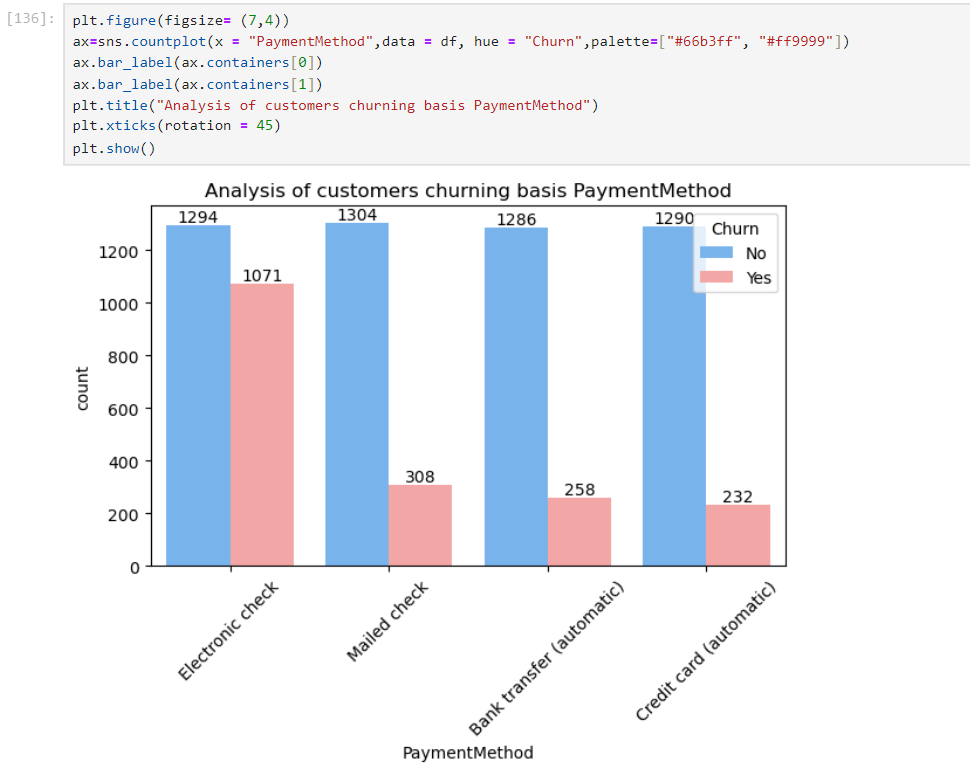 [136]:
plt.figure(figsize= (7,4))
ax=sns.countplot(x = "PaymentMethod",data = df, hue = "Churn",palette=["#66b3ff", "#ff9999"])
ax.bar_label(ax.containers[0])
ax.bar_label(ax.containers[1])
plt.title("Analysis of customers churning basis PaymentMethod")
plt.xticks(rotation = 45)
plt.show()
Analysis of customers churning basis PaymentMethod
1294
1304
1286
1290
Churn
No
Yes
1071
308
258
232
1200
1000
800
600
400
200
0
count
Electronic check
Mailed check
Bank transfer (automatic)
Credit card (automatic)
PaymentMethod